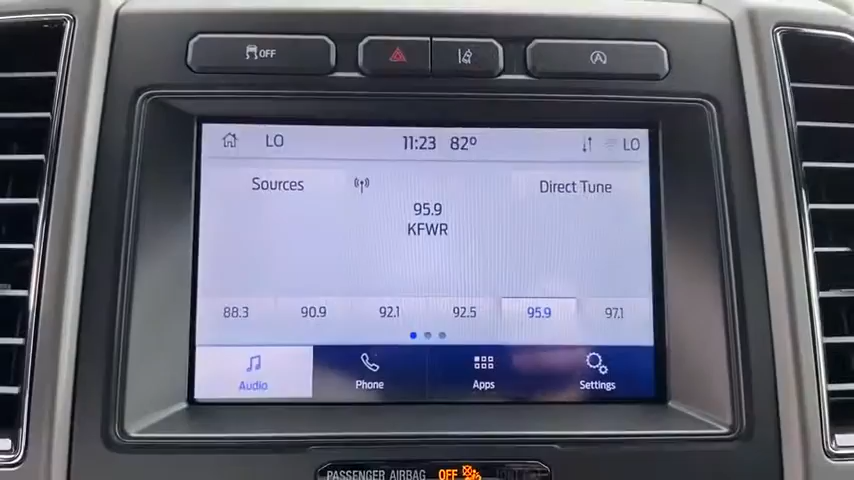 OFF
LO 11:23 82° LO
Sources Direct Tune
95.9
KFWR
88.3 90.9 92.1 92.5 95.9 97.1
Audio Phone Apps Settings
PASSENGER AIRBAG OFF